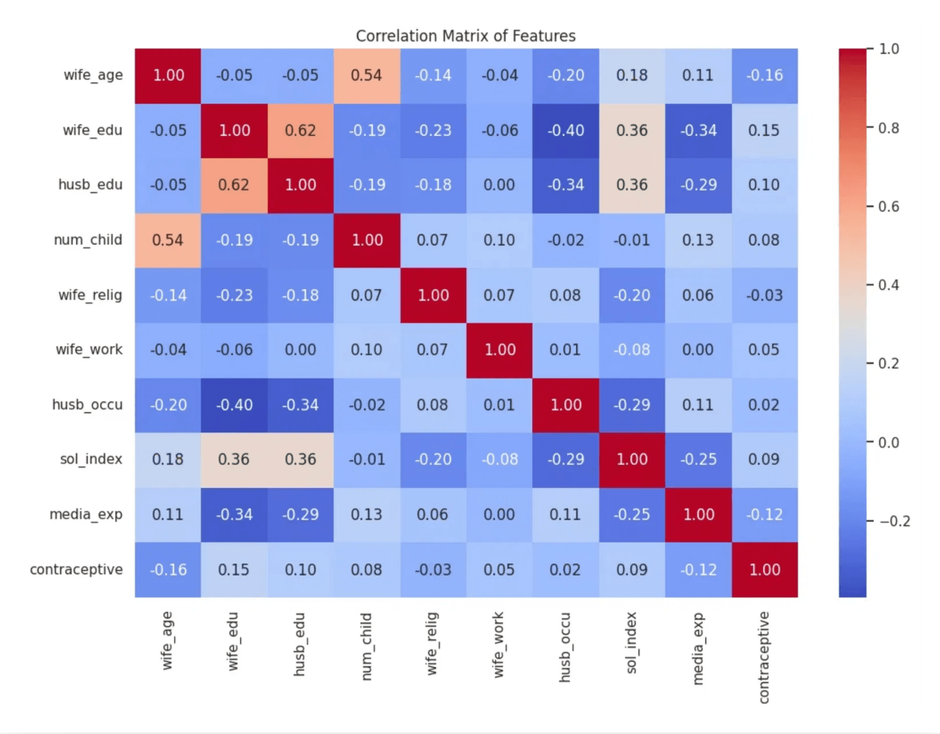 Correlation Matrix of Features
wife_age 1.00 -0.05 -0.05 0.54 -0.14 -0.04 -0.20 0.18 0.11 -0.16
wife_edu -0.05 1.00 0.62 -0.19 -0.23 -0.06 -0.40 0.36 -0.34 0.15
husb_edu -0.05 0.62 1.00 -0.19 -0.18 0.00 -0.34 0.36 -0.29 0.10
num_child 0.54 -0.19 -0.19 1.00 0.07 0.10 -0.02 -0.01 0.13 0.08
wife_relig -0.14 -0.23 -0.18 0.07 1.00 0.07 0.08 -0.20 0.06 -0.03
wife_work -0.04 -0.06 0.00 0.10 0.07 1.00 0.01 -0.08 0.00 0.05
husb_occu -0.20 -0.40 -0.34 -0.02 0.08 0.01 1.00 -0.29 0.11 0.02
sol_index 0.18 0.36 0.36 -0.01 -0.20 -0.08 -0.29 1.00 -0.25 0.09
media_exp 0.11 -0.34 -0.29 0.13 0.06 0.00 0.11 -0.25 1.00 -0.12
contraceptive -0.16 0.15 0.10 0.08 -0.03 0.05 0.02 0.09 -0.12 1.00
wife_age
wife_edu
husb_edu
num_child
wife_relig
wife_work
husb_occu
sol_index
media_exp
contraceptive
1.0
0.8
0.6
0.4
0.2
0.0
−0.2